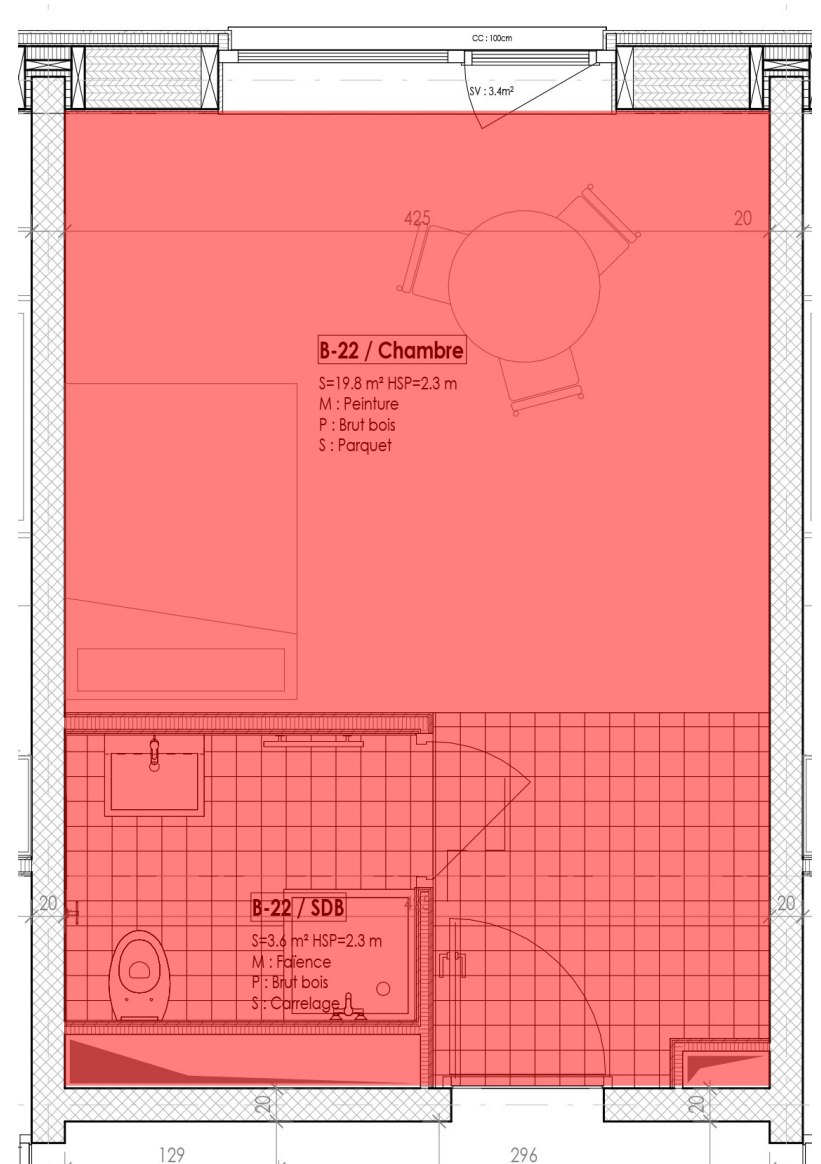 CC : 100cm
SV : 3.4m²
425
20
B-22 / Chambre
S=19.8 m² HSP=2.3 m
M : Peinture
P : Brut bois
S : Parquet
20
20
B-22 / SDB
S=3.6 m² HSP=2.3 m
M : Faïence
P : Brut bois
S : Carrelage
20
20
129
296